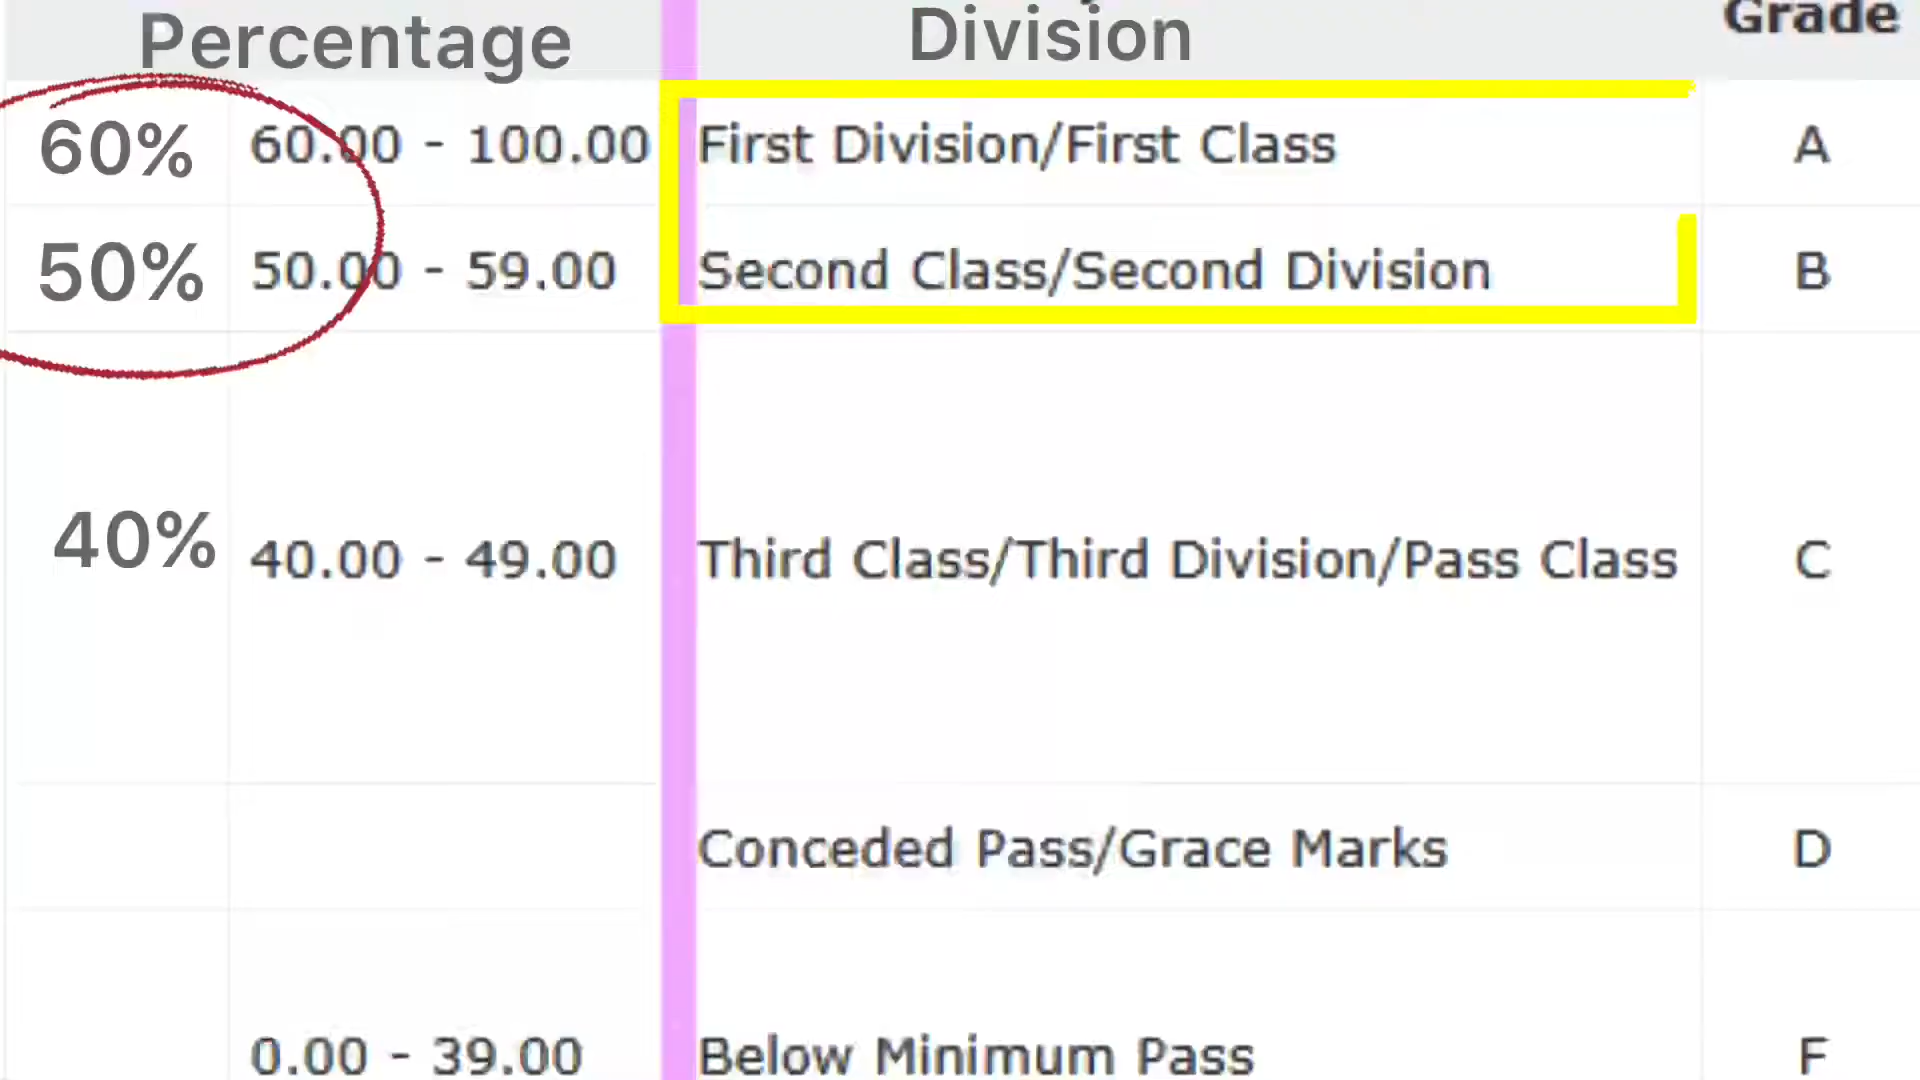 Percentage Division Grade
60% 60.00 - 100.00 First Division/First Class A
50% 50.00 - 59.00 Second Class/Second Division B
40% 40.00 - 49.00 Third Class/Third Division/Pass Class C
Conceded Pass/Grace Marks D
0.00 - 39.00 Below Minimum Pass F